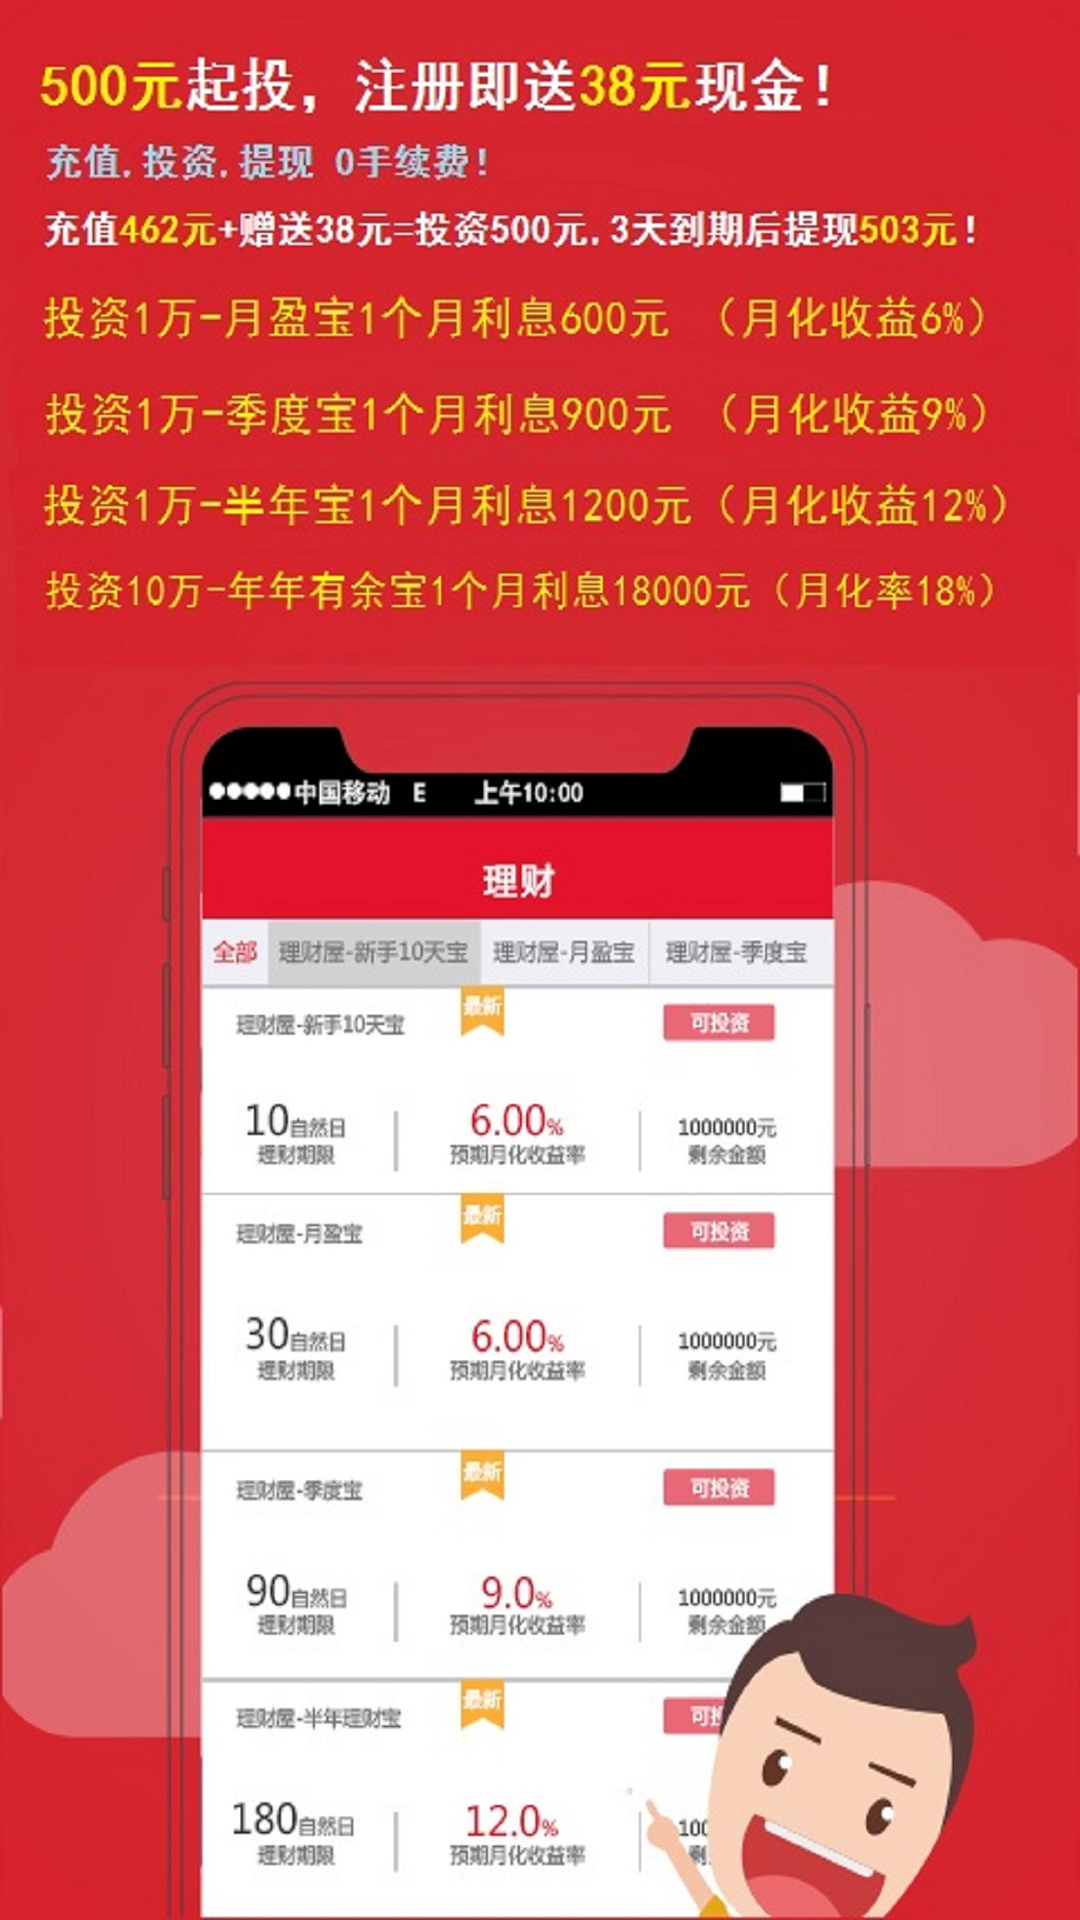 500元起投，注册即送38元现金！
充值.投资.提现 0手续费！
充值462元+赠送38元=投资500元.3天到期后提现503元！
投资1万-月盈宝1个月利息600元 （月化收益6%）
投资1万-季度宝1个月利息900元 （月化收益9%）
投资1万-半年宝1个月利息1200元（月化收益12%）
投资10万-年年有余宝1个月利息18000元（月化率18%）
中国移动 E 上午10:00
理财
全部 理财屋-新手10天宝 理财屋-月盈宝 理财屋-季度宝
理财屋-新手10天宝 最新 可投资
10自然日 6.00% 1000000元
理财期限 预期月化收益率 剩余金额
理财屋-月盈宝 最新 可投资
30自然日 6.00% 1000000元
理财期限 预期月化收益率 剩余金额
理财屋-季度宝 最新 可投资
90自然日 9.0% 1000000元
理财期限 预期月化收益率 剩余金额
理财屋-半年理财宝 最新 可
180自然日 12.0% 100
理财期限 预期月化收益率 剩